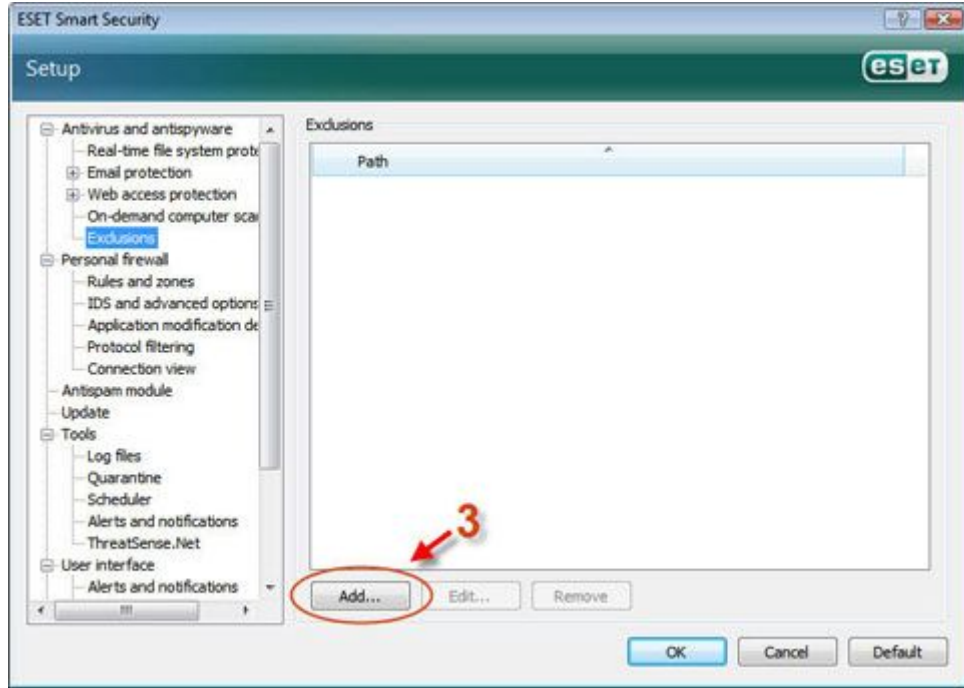 ESET Smart Security
Setup
eset
Antivirus and antispyware
Real-time file system prote
Email protection
Web access protection
On-demand computer scan
Exclusions
Personal firewall
Rules and zones
IDS and advanced options
Application modification de
Protocol filtering
Connection view
Antispam module
Update
Tools
Log files
Quarantine
Scheduler
Alerts and notifications
ThreatSense.Net
User interface
Alerts and notifications
Exclusions
Path
3
Add... Edit... Remove
OK Cancel Default